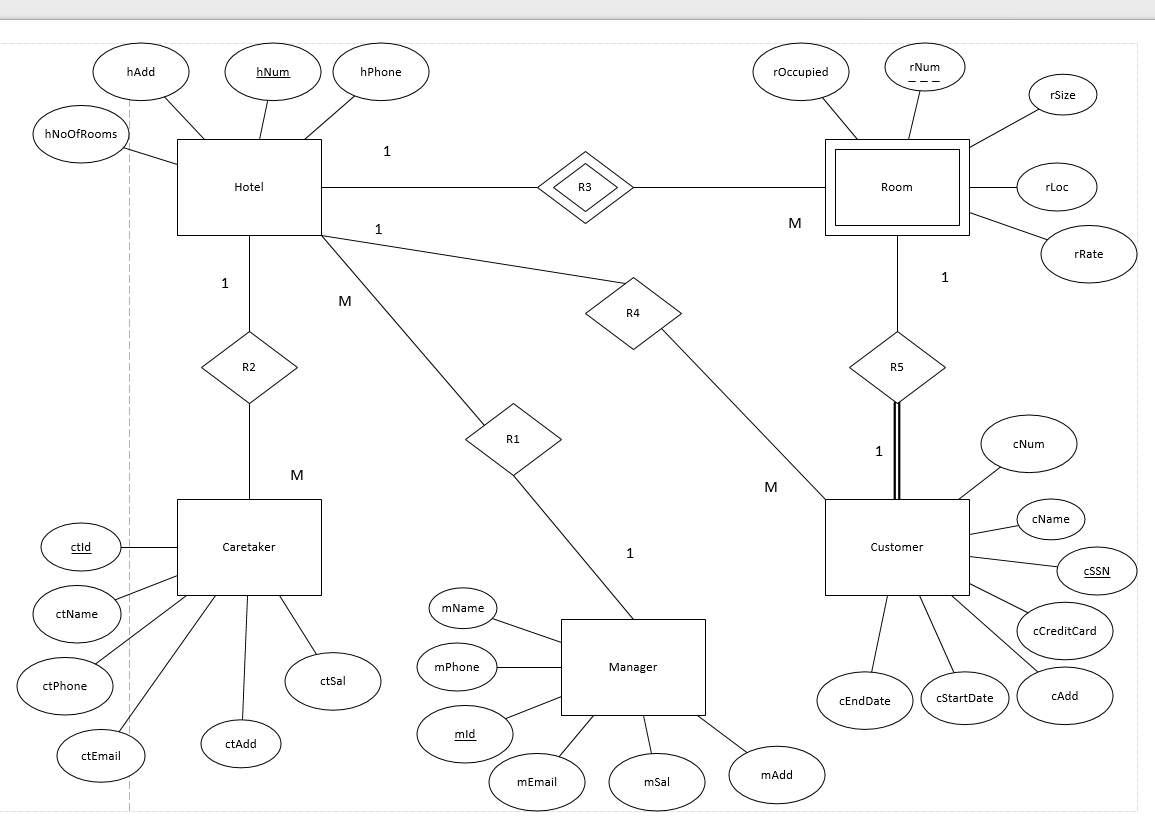 hAdd
hNum
hPhone
rOccupied
rNum
rSize
hNoOfRooms
1
Hotel
R3
Room
rLoc
M
1
rRate
1
M
1
R4
R2
R5
R1
1
cNum
M
M
cName
ctId
Caretaker
1
Customer
cSSN
ctName
mName
cCreditCard
mPhone
Manager
ctPhone
ctSal
cEndDate
cStartDate
cAdd
mId
ctEmail
ctAdd
mEmail
mSal
mAdd